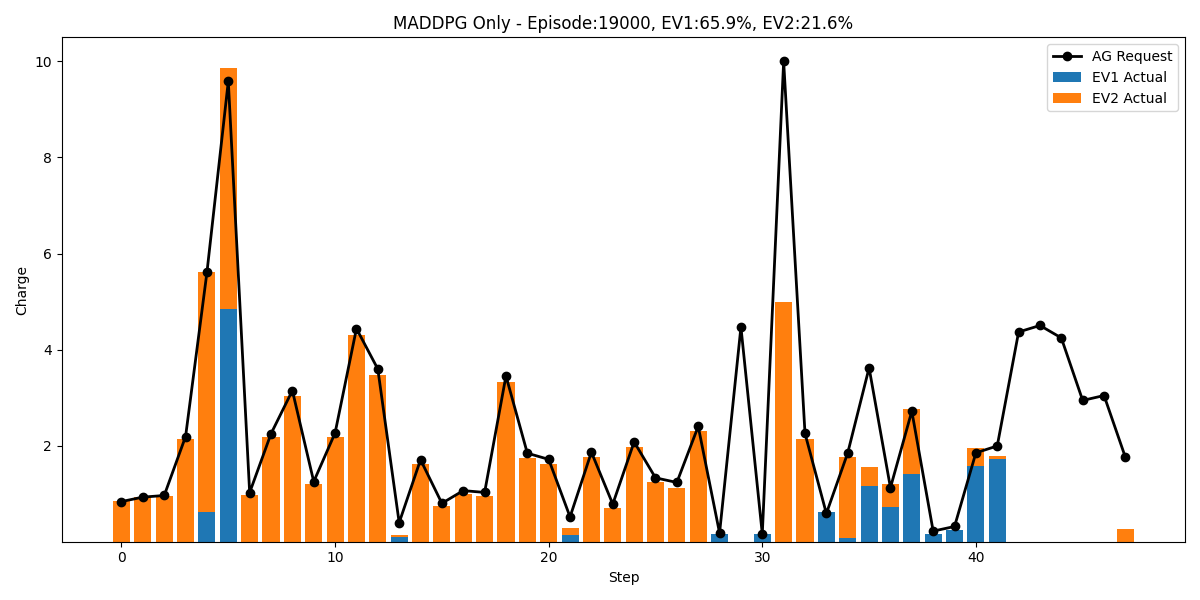 MADDPG Only - Episode:19000, EV1:65.9%, EV2:21.6%
AG Request
EV1 Actual
EV2 Actual
Charge
10
8
6
4
2
0
10
20
30
40
Step